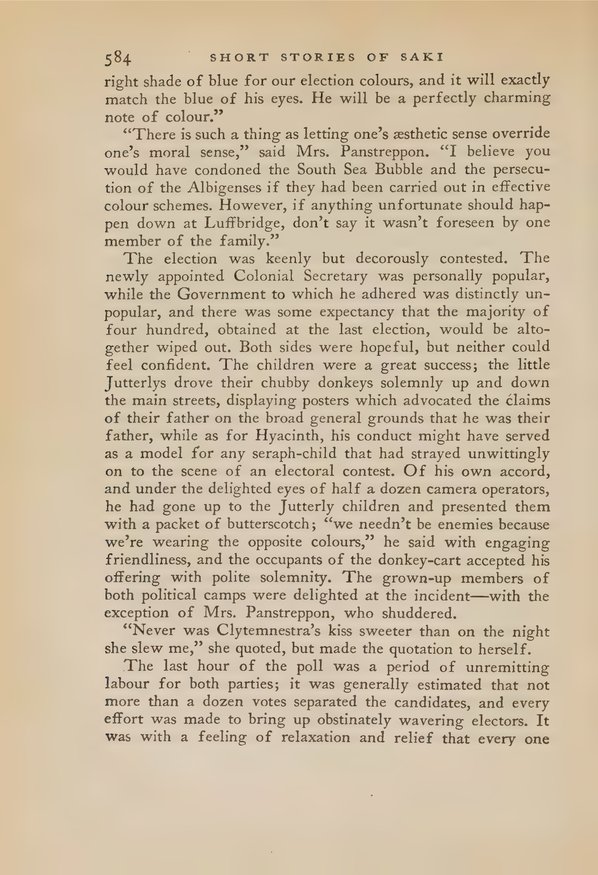 584 SHORT STORIES OF SAKI
right shade of blue for our election colours, and it will exactly
match the blue of his eyes. He will be a perfectly charming
note of colour.”
“There is such a thing as letting one’s æsthetic sense override
one’s moral sense,” said Mrs. Panstreppon. “I believe you
would have condoned the South Sea Bubble and the persecu-
tion of the Albigenses if they had been carried out in effective
colour schemes. However, if anything unfortunate should hap-
pen down at Luffbridge, don’t say it wasn’t foreseen by one
member of the family.”
The election was keenly but decorously contested. The
newly appointed Colonial Secretary was personally popular,
while the Government to which he adhered was distinctly un-
popular, and there was some expectancy that the majority of
four hundred, obtained at the last election, would be alto-
gether wiped out. Both sides were hopeful, but neither could
feel confident. The children were a great success; the little
Jutterlys drove their chubby donkeys solemnly up and down
the main streets, displaying posters which advocated the claims
of their father on the broad general grounds that he was their
father, while as for Hyacinth, his conduct might have served
as a model for any seraph-child that had strayed unwittingly
on to the scene of an electoral contest. Of his own accord,
and under the delighted eyes of half a dozen camera operators,
he had gone up to the Jutterly children and presented them
with a packet of butterscotch; “we needn’t be enemies because
we’re wearing the opposite colours,” he said with engaging
friendliness, and the occupants of the donkey-cart accepted his
offering with polite solemnity. The grown-up members of
both political camps were delighted at the incident—with the
exception of Mrs. Panstreppon, who shuddered.
“Never was Clytemnestra’s kiss sweeter than on the night
she slew me,” she quoted, but made the quotation to herself.
The last hour of the poll was a period of unremitting
labour for both parties; it was generally estimated that not
more than a dozen votes separated the candidates, and every
effort was made to bring up obstinately wavering electors. It
was with a feeling of relaxation and relief that every one